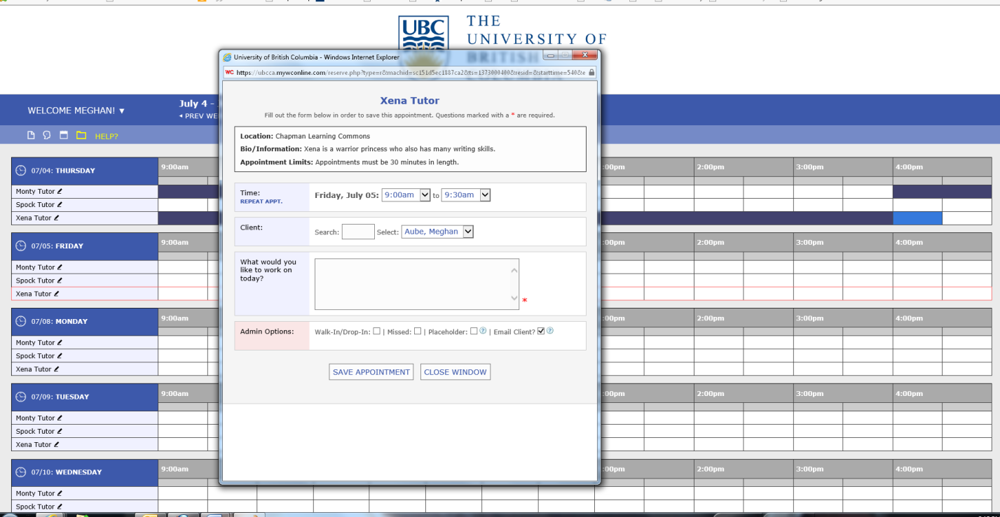 THE
UBC
UNIVERSITY OF
BRITISH
University of British Columbia - Windows Internet Explorer
WC https://ubcca.mywconline.com/reserve.php?type=r&machid=sc151d5ec1887ca2&ts=1373000400&resid=&starttime=540&e
WELCOME MEGHAN! ▼
July 4 -
◂ PREV WE
HELP?
Xena Tutor
Fill out the form below in order to save this appointment. Questions marked with a * are required.
Location: Chapman Learning Commons
Bio/Information: Xena is a warrior princess who also has many writing skills.
Appointment Limits: Appointments must be 30 minutes in length.
Time:
REPEAT APPT.
Friday, July 05: 9:00am to 9:30am
Client:
Search: Select: Aube, Meghan
What would you
like to work on
today?
*
Admin Options:
Walk-In/Drop-In: | Missed: | Placeholder: ? | Email Client? ?
SAVE APPOINTMENT CLOSE WINDOW
07/04: THURSDAY 9:00am :00pm 2:00pm 3:00pm 4:00pm
Monty Tutor
Spock Tutor
Xena Tutor
07/05: FRIDAY 9:00am :00pm 2:00pm 3:00pm 4:00pm
Monty Tutor
Spock Tutor
Xena Tutor
07/08: MONDAY 9:00am :00pm 2:00pm 3:00pm 4:00pm
Monty Tutor
Spock Tutor
Xena Tutor
07/09: TUESDAY 9:00am :00pm 2:00pm 3:00pm 4:00pm
Monty Tutor
Spock Tutor
Xena Tutor
07/10: WEDNESDAY 9:00am :00pm 2:00pm 3:00pm 4:00pm
Monty Tutor
Spock Tutor